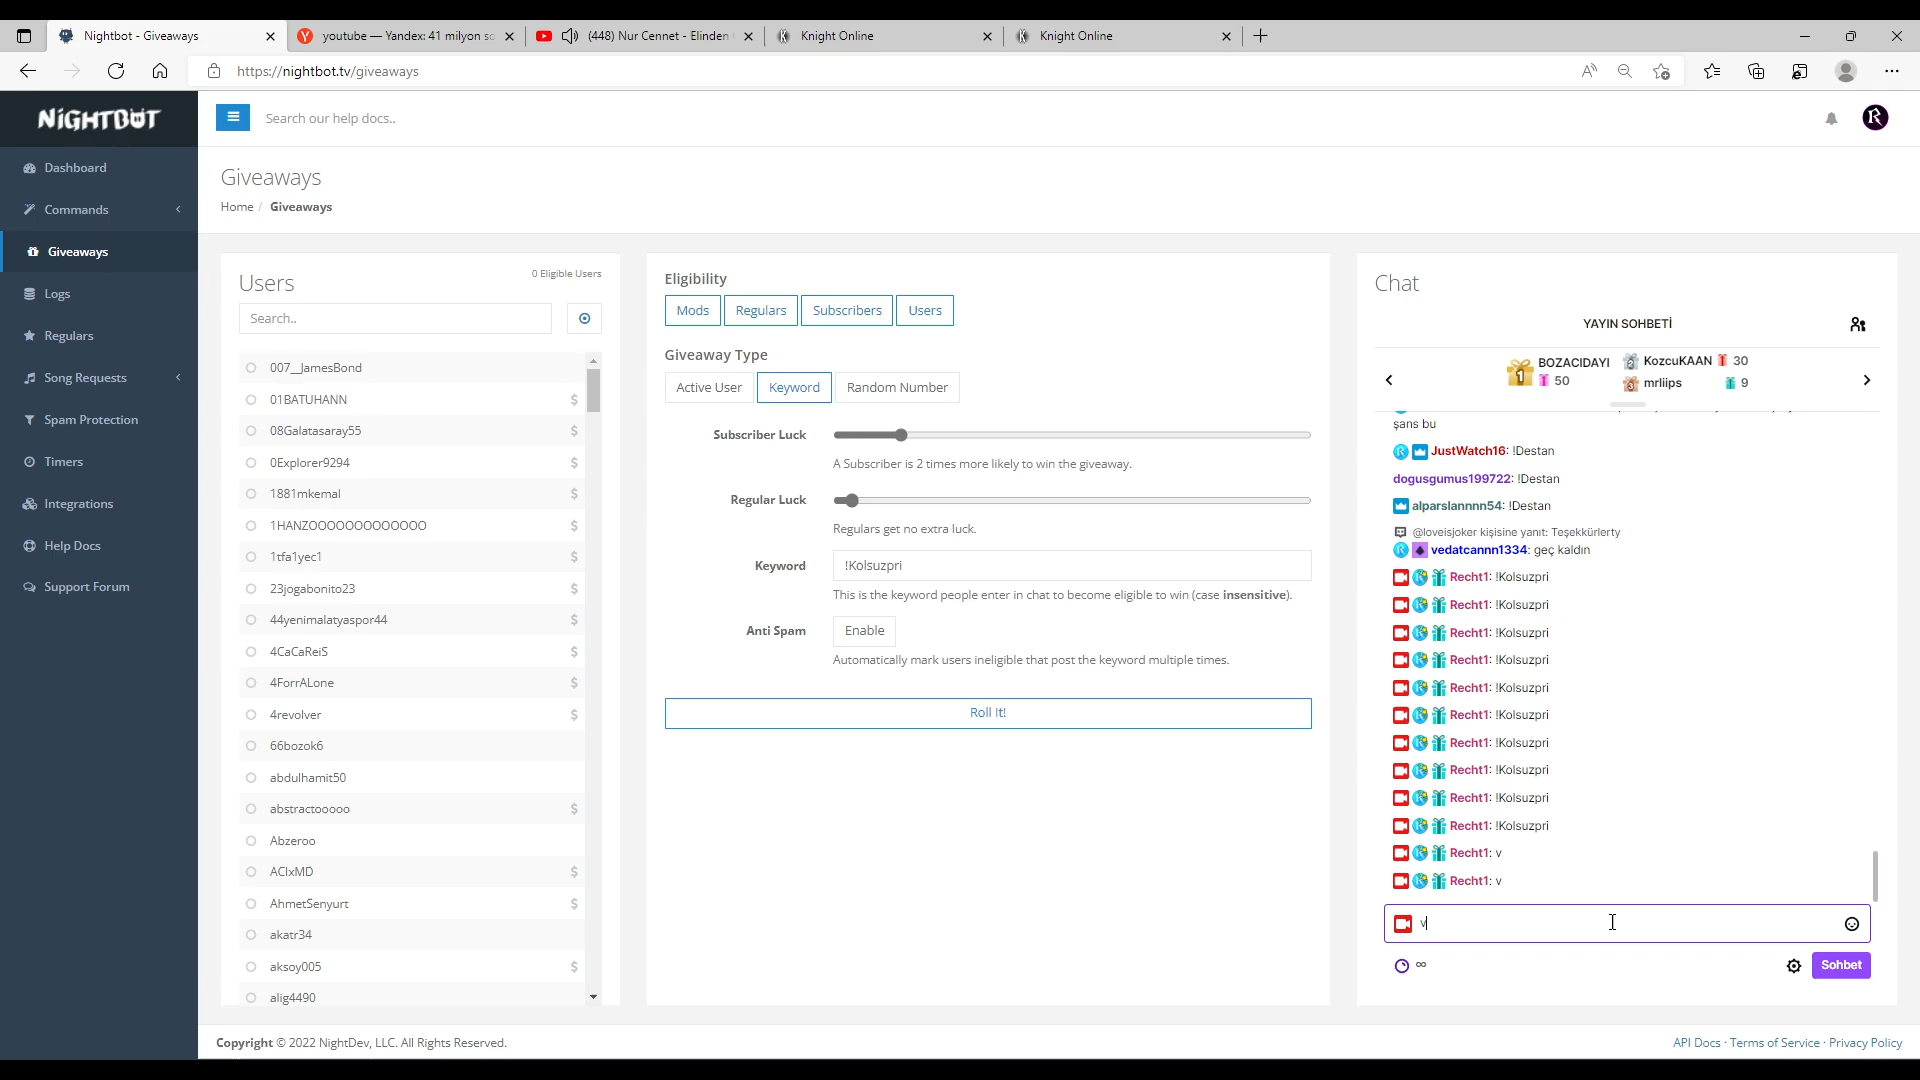 Nightbot - Giveaways
youtube — Yandex: 41 milyon so
(448) Nur Cennet - Elinden
Knight Online
Knight Online
https://nightbot.tv/giveaways
NiGHTBOT
Search our help docs..
Dashboard
Commands
Giveaways
Logs
Regulars
Song Requests
Spam Protection
Timers
Integrations
Help Docs
Support Forum
Giveaways
Home / Giveaways
Users
0 Eligible Users
Search..
007__JamesBond
01BATUHANN $
08Galatasaray55 $
0Explorer9294 $
1881mkemal $
1HANZOOOOOOOOOOOOO $
1tfa1yec1 $
23jogabonito23 $
44yenimalatyaspor44 $
4CaCaReiS $
4ForrALone $
4revolver $
66bozok6
abdulhamit50
abstractooooo $
Abzeroo
AhmetSenyurt $
akatr34
aksoy005 $
alig4490
Eligibility
Mods Regulars Subscribers Users
Giveaway Type
Active User Keyword Random Number
Subscriber Luck
A Subscriber is 2 times more likely to win the giveaway.
Regular Luck
Regulars get no extra luck.
Keyword !Kolsuzpri
This is the keyword people enter in chat to become eligible to win (case insensitive).
Anti Spam Enable
Automatically mark users ineligible that post the keyword multiple times.
Roll It!
Chat
YAYIN SOHBETİ
1 BOZACIDAYI 50
2 KozcuKAAN 30
3 mrliips 9
şans bu
JustWatch16: !Destan
dogusgumus199722: !Destan
alparslannnn54: !Destan
@loveisjoker kişisine yanıt: Teşekkürlerty
vedatcannn1334: geç kaldın
Recht1: !Kolsuzpri
Recht1: !Kolsuzpri
Recht1: !Kolsuzpri
Recht1: !Kolsuzpri
Recht1: !Kolsuzpri
Recht1: !Kolsuzpri
Recht1: !Kolsuzpri
Recht1: !Kolsuzpri
Recht1: !Kolsuzpri
Recht1: !Kolsuzpri
Recht1: v
Recht1: v
v
∞
Sohbet
Copyright © 2022 NightDev, LLC. All Rights Reserved.
API Docs · Terms of Service · Privacy Policy